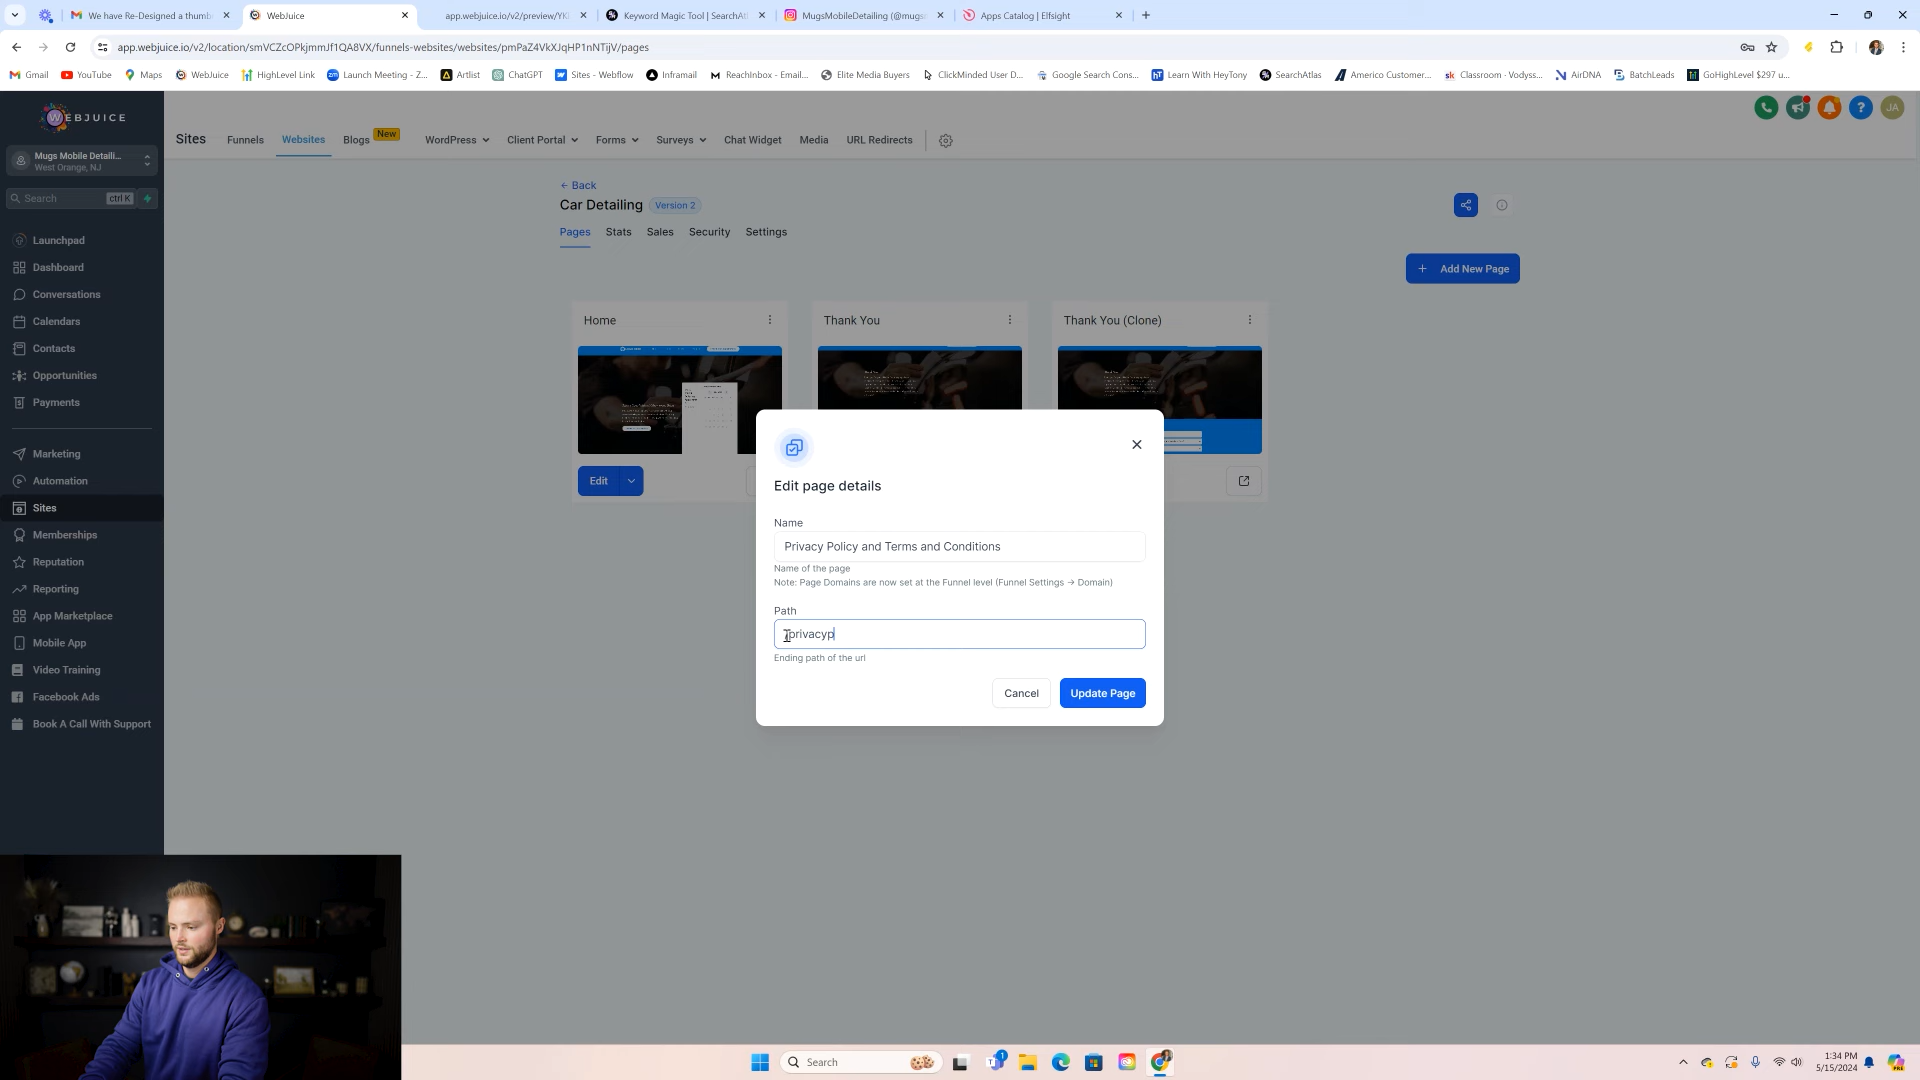 We have Re-Designed a thumb
WebJuice
app.webjuice.io/v2/preview/YK
Keyword Magic Tool | SearchAt
MugsMobileDetailing (@mugs
Apps Catalog | Elfsight
app.webjuice.io/v2/location/smVCZcOPkjmmJf1QA8VX/funnels-websites/websites/pmPaZ4VkXJqHP1nNTijV/pages
Gmail
YouTube
Maps
WebJuice
HighLevel Link
Launch Meeting - Z...
Artlist
ChatGPT
Sites - Webflow
Inframail
ReachInbox - Email...
Elite Media Buyers
ClickMinded User D...
Google Search Cons...
Learn With HeyTony
SearchAtlas
Americo Customer...
Classroom · Vodyss...
AirDNA
BatchLeads
GoHighLevel $297 u...
WEBJUICE
Mugs Mobile Detaili...
West Orange, NJ
Search
ctrl K
Launchpad
Dashboard
Conversations
Calendars
Contacts
Opportunities
Payments
Marketing
Automation
Sites
Memberships
Reputation
Reporting
App Marketplace
Mobile App
Video Training
Facebook Ads
Book A Call With Support
Sites
Funnels
Websites
Blogs
New
WordPress
Client Portal
Forms
Surveys
Chat Widget
Media
URL Redirects
JA
← Back
Car Detailing
Version 2
Pages
Stats
Sales
Security
Settings
+ Add New Page
Home
Thank You
Thank You (Clone)
Edit
Edit page details
Name
Privacy Policy and Terms and Conditions
Name of the page
Note: Page Domains are now set at the Funnel level (Funnel Settings → Domain)
Path
/privacyp
Ending path of the url
Cancel
Update Page
Search
1
1:34 PM
5/15/2024